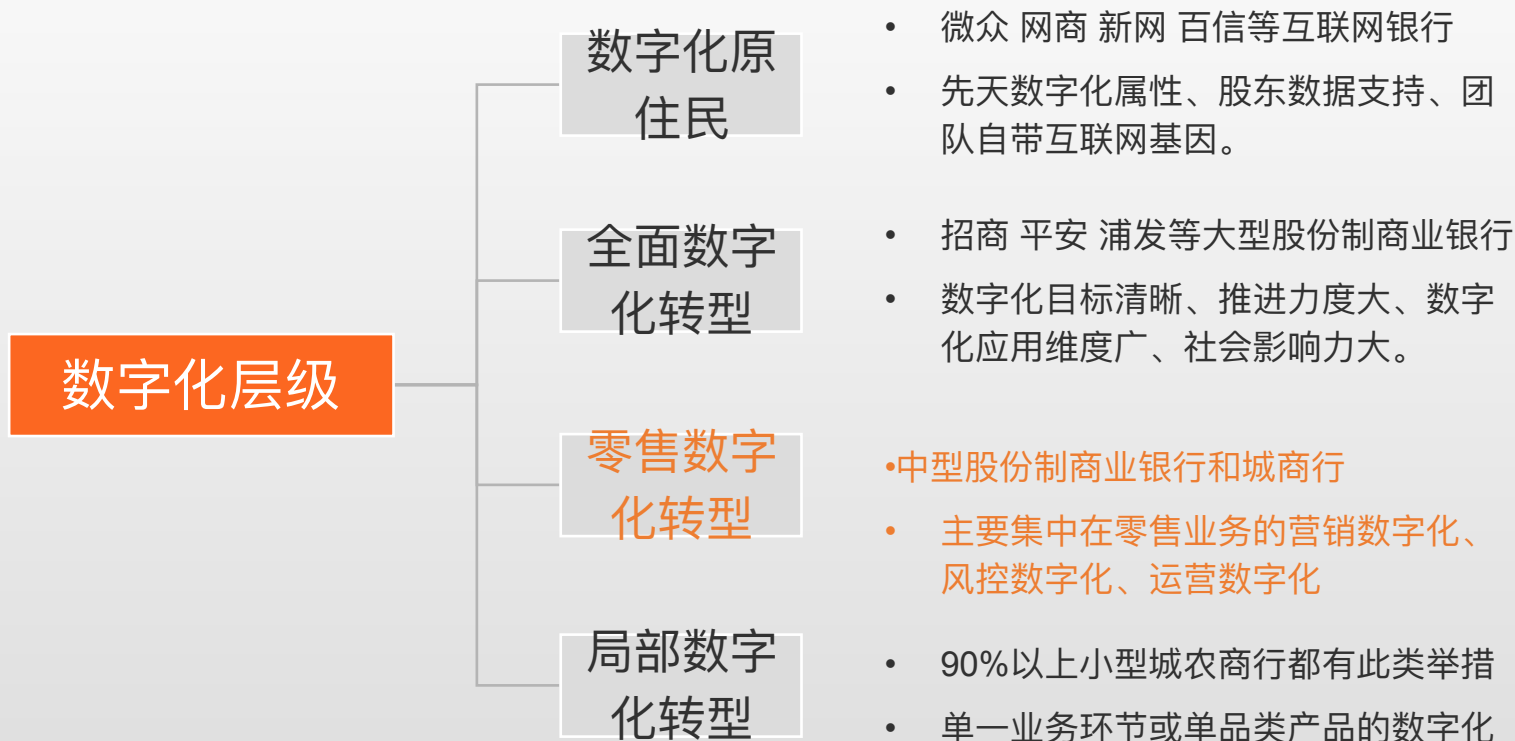 数字化层级
数字化原
住民
• 微众 网商 新网 百信等互联网银行
• 先天数字化属性、股东数据支持、团
队自带互联网基因。
全面数字
化转型
• 招商 平安 浦发等大型股份制商业银行
• 数字化目标清晰、推进力度大、数字
化应用维度广、社会影响力大。
零售数字
化转型
•中型股份制商业银行和城商行
• 主要集中在零售业务的营销数字化、
风控数字化、运营数字化
局部数字
化转型
• 90%以上小型城农商行都有此类举措
• 单一业务环节或单品类产品的数字化